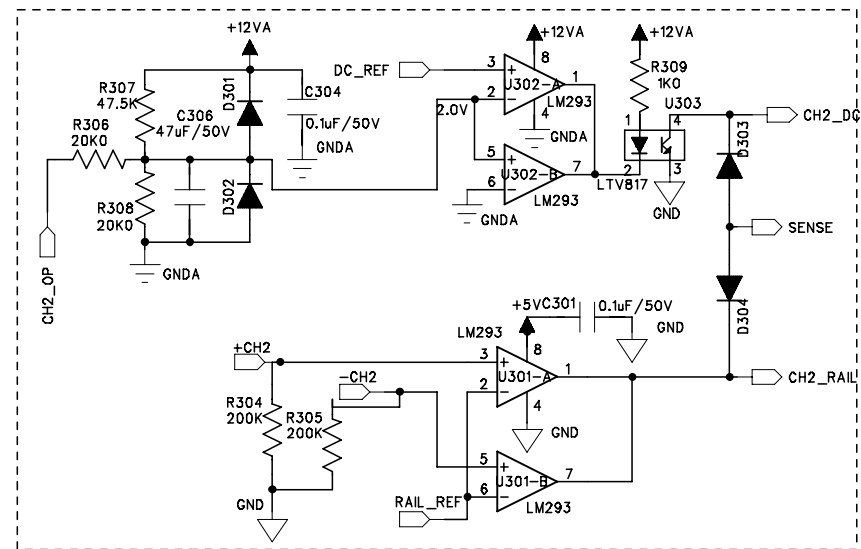 +12VA
+12VA
+12VA
DC_REF
3
8
1
R307
47.5K
D301
C304
U302-A
LM293
R309
1K0
2
4
2.0V
C306
47uF/50V
0.1uF/50V
GNDA
GNDA
U303
1
4
CH2_DC
R306
20K0
D303
5
7
6
U302-B
LM293
2
3
LTV817
R308
20K0
D302
GNDA
GND
SENSE
GNDA
CH2_OP
+5V
C301
0.1uF/50V
GND
D304
LM293
+CH2
3
8
1
U301-A
CH2_RAIL
-CH2
2
4
R304
200K
R305
200K
GND
5
7
U301-B
GND
RAIL_REF
6
LM293